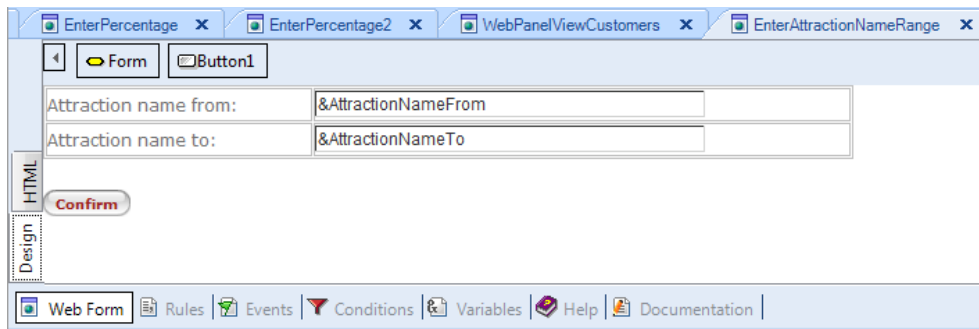 EnterPercentage x EnterPercentage2 x WebPanelViewCustomers x EnterAttractionNameRange x
Form Button1
Attraction name from: &AttractionNameFrom
Attraction name to: &AttractionNameTo
Confirm
HTML
Design
Web Form Rules Events Conditions Variables Help Documentation